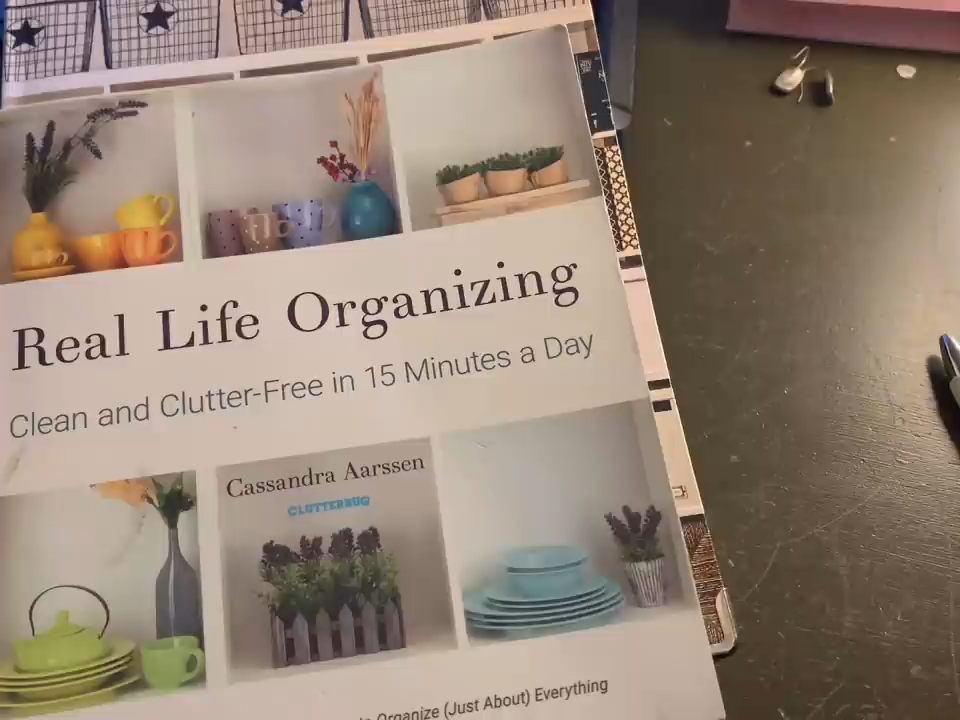 Real Life Organizing
Clean and Clutter-Free in 15 Minutes a Day
Cassandra Aarssen
CLUTTERBUG
Organize (Just About) Everything